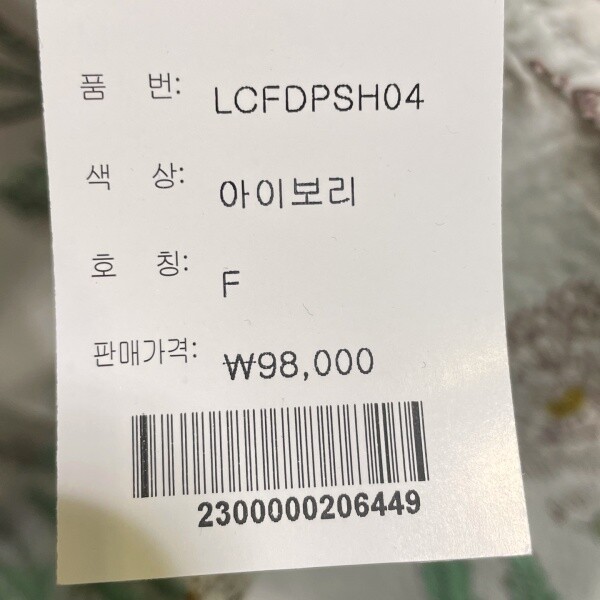 품 번: LCFDPSH04
색 상: 아이보리
호 칭: F
판매가격: ₩98,000
2300000206449